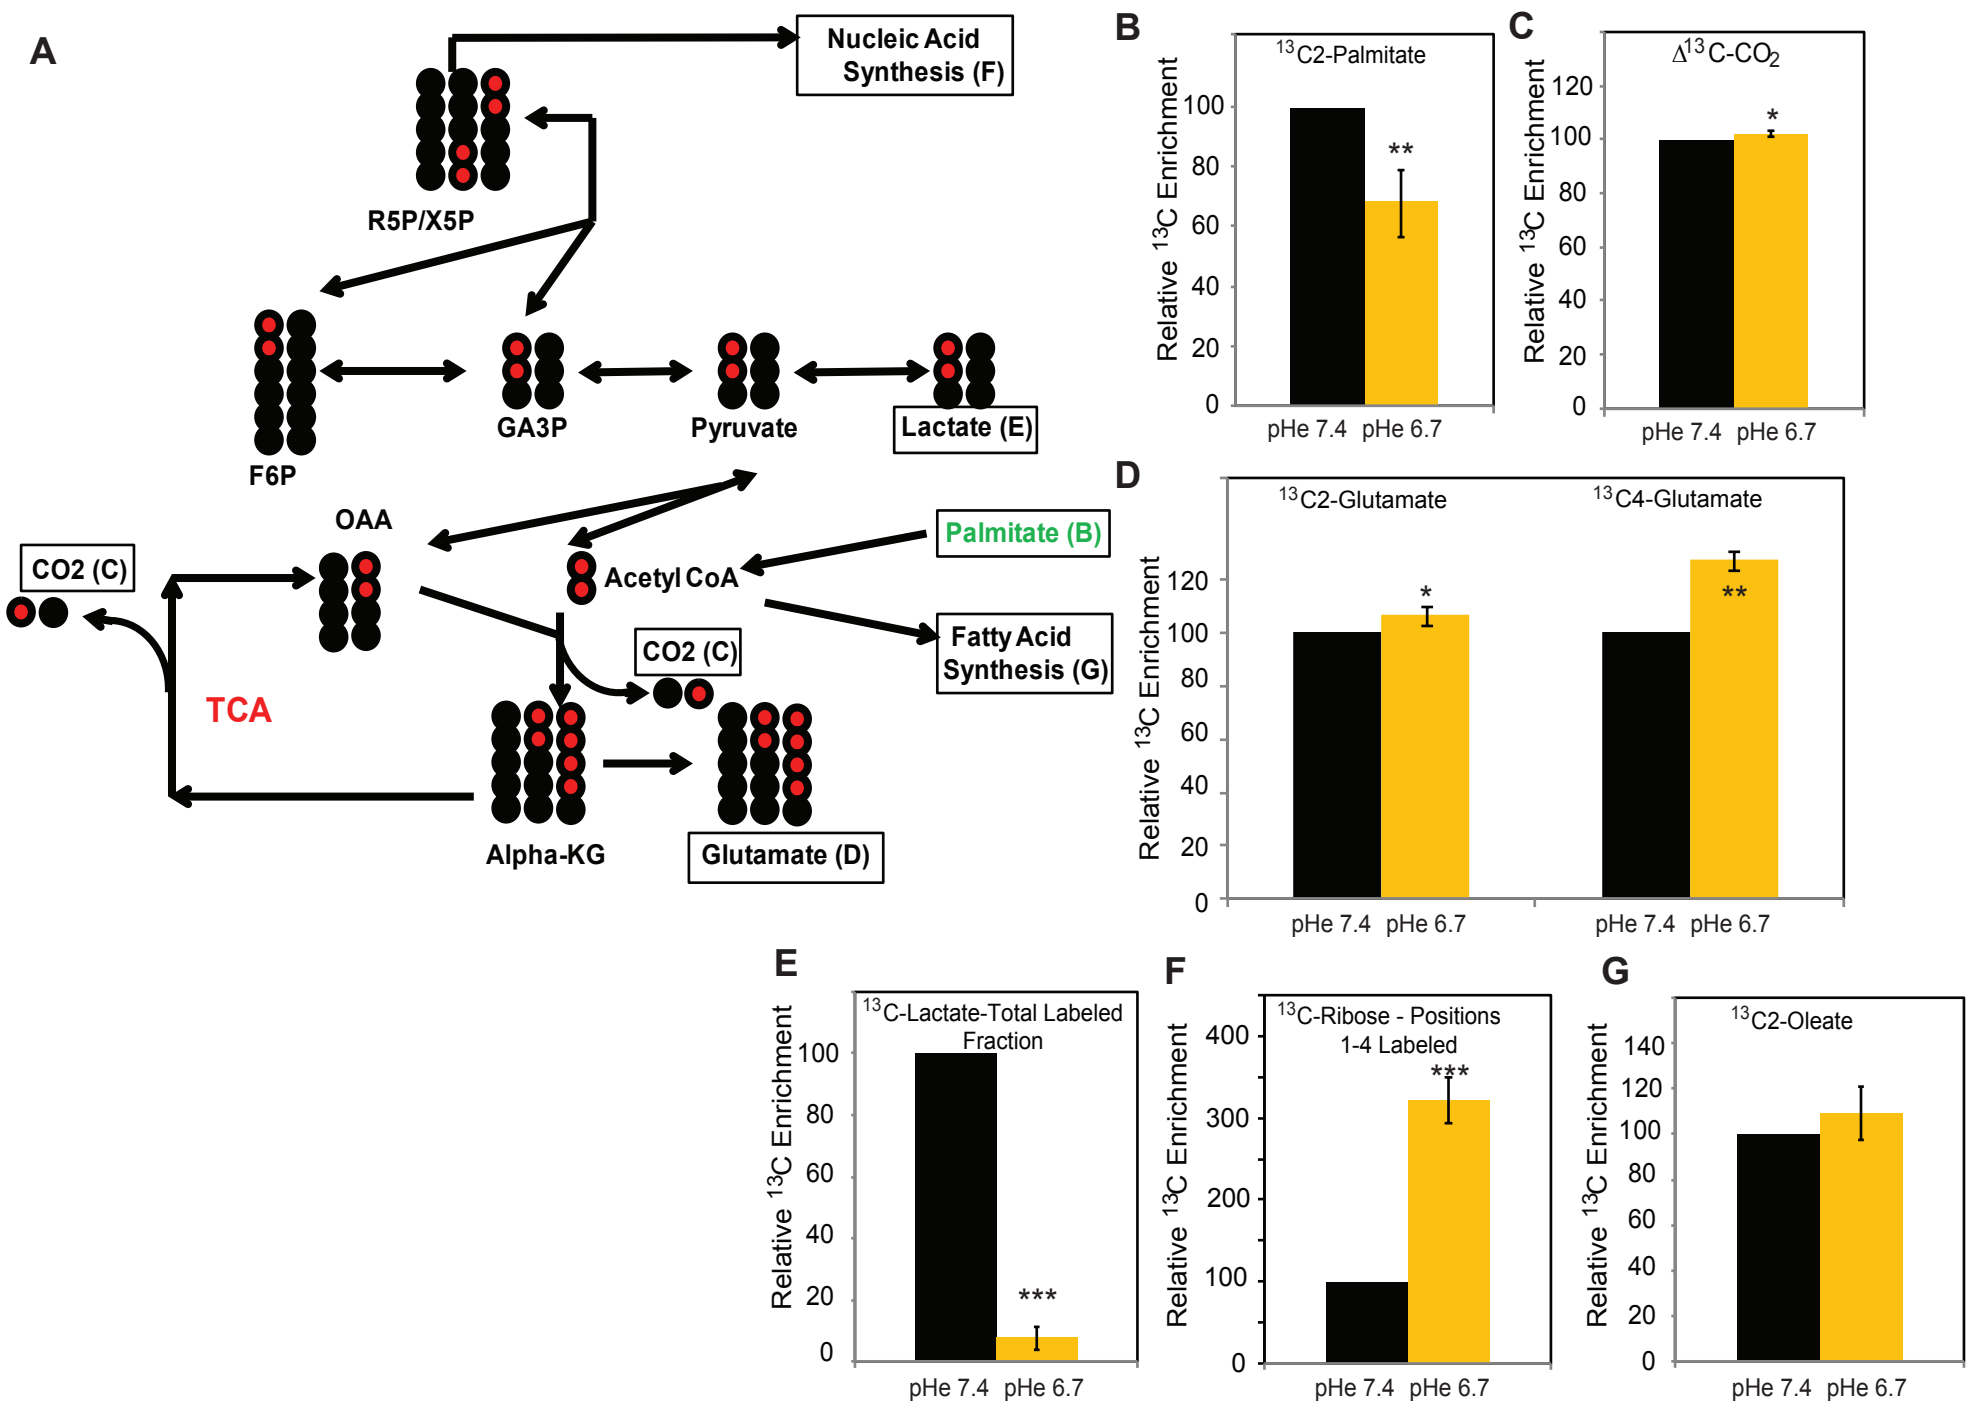 A
Nucleic Acid
Synthesis (F)
R5P/X5P
F6P
GA3P
Pyruvate
Lactate (E)
OAA
CO2 (C)
Acetyl CoA
Palmitate (B)
Fatty Acid
Synthesis (G)
CO2 (C)
TCA
Alpha-KG
Glutamate (D)
B
13C2-Palmitate
Relative 13C Enrichment
100
80
60
40
20
0
pHe 7.4 pHe 6.7
**
C
Δ13C-CO2
Relative 13C Enrichment
120
100
80
60
40
20
0
pHe 7.4 pHe 6.7
*
D
13C2-Glutamate
13C4-Glutamate
Relative 13C Enrichment
120
100
80
60
40
20
0
pHe 7.4 pHe 6.7
pHe 7.4 pHe 6.7
*
**
E
13C-Lactate-Total Labeled
Fraction
Relative 13C Enrichment
100
80
60
40
20
0
pHe 7.4 pHe 6.7
***
F
13C-Ribose - Positions
1-4 Labeled
Relative 13C Enrichment
400
300
200
100
0
pHe 7.4 pHe 6.7
***
G
13C2-Oleate
Relative 13C Enrichment
140
120
100
80
60
40
20
0
pHe 7.4 pHe 6.7